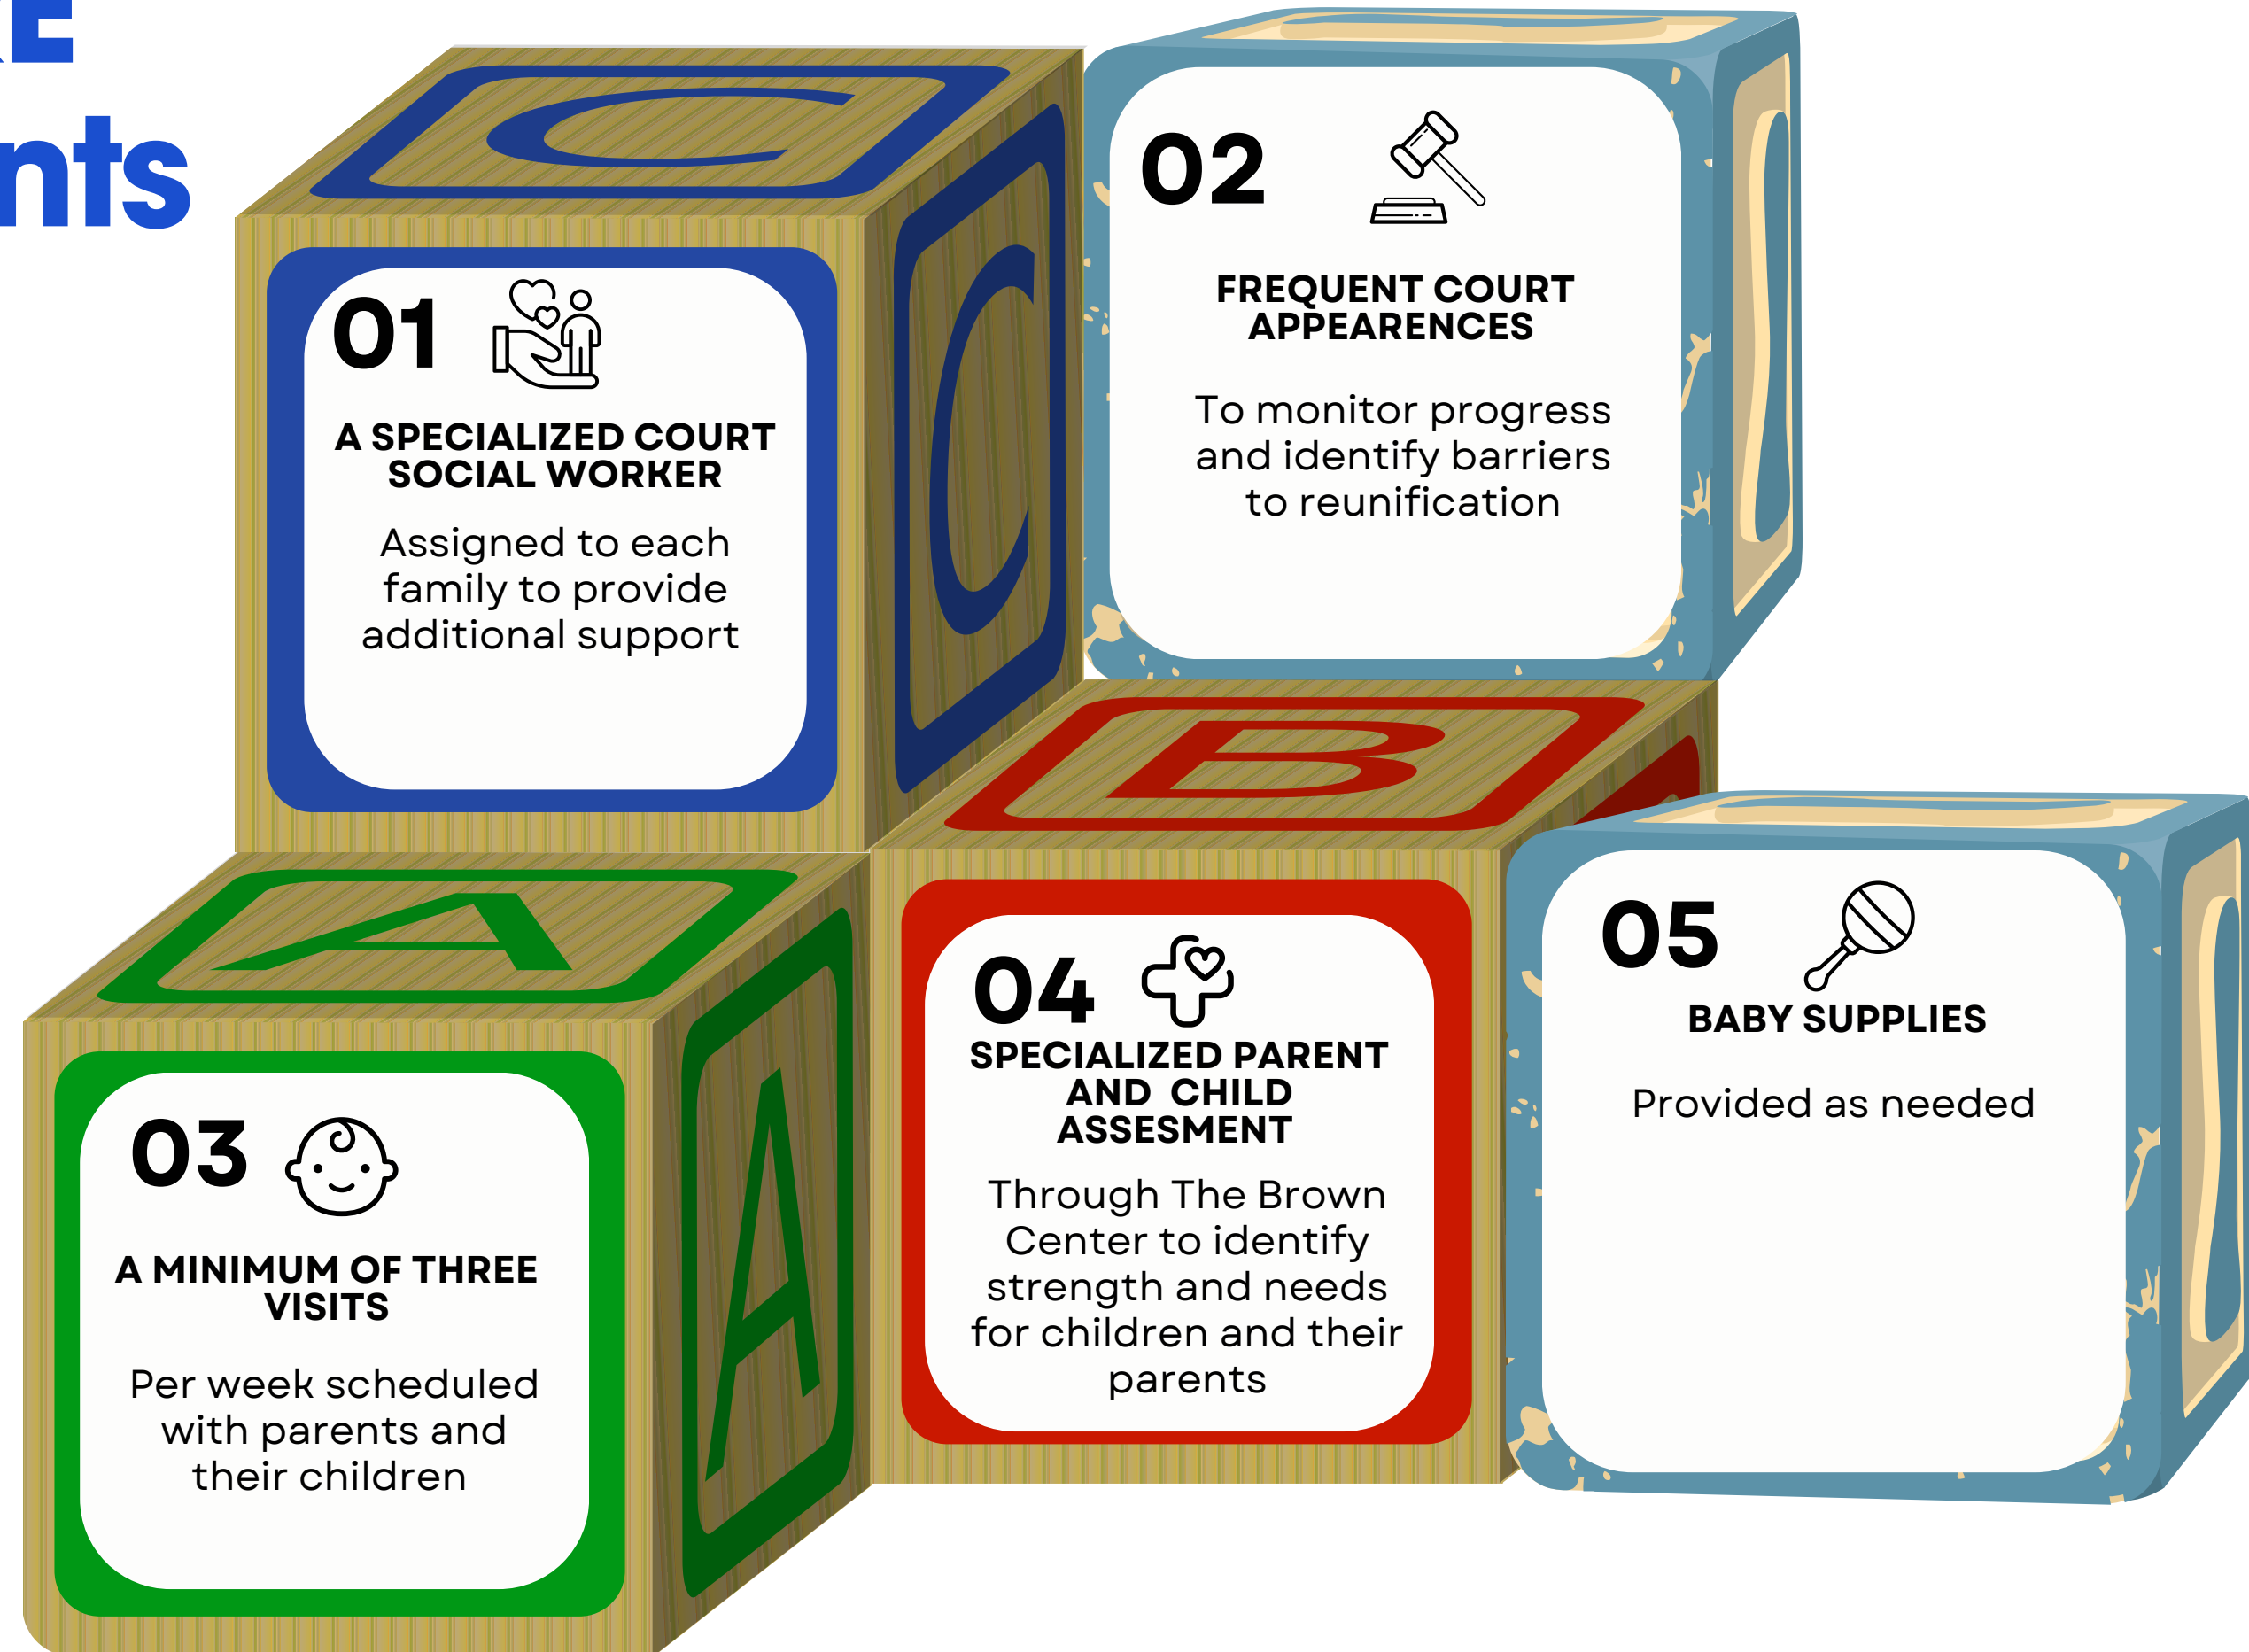 nts
C
C
01
A SPECIALIZED COURT
SOCIAL WORKER
Assigned to each
family to provide
additional support
02
FREQUENT COURT
APPEARENCES
To monitor progress
and identify barriers
to reunification
A
A
03
A MINIMUM OF THREE
VISITS
Per week scheduled
with parents and
their children
B
04
SPECIALIZED PARENT
AND CHILD
ASSESMENT
Through The Brown
Center to identify
strength and needs
for children and their
parents
05
BABY SUPPLIES
Provided as needed